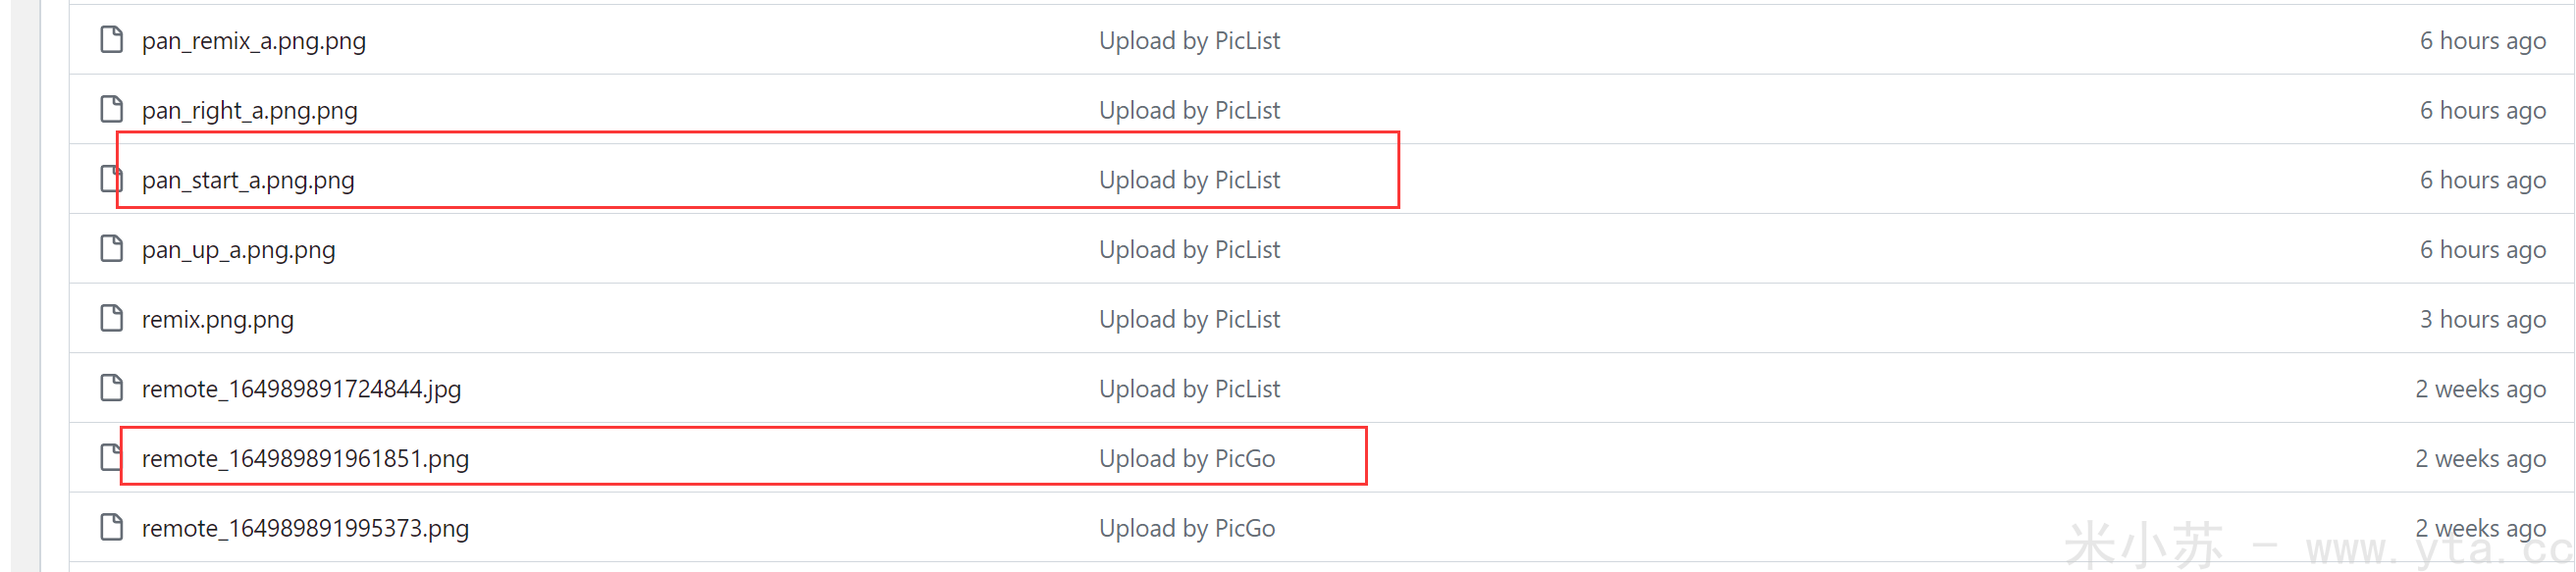 pan_remix_a.png.png Upload by PicList 6 hours ago
pan_right_a.png.png Upload by PicList 6 hours ago
pan_start_a.png.png Upload by PicList 6 hours ago
pan_up_a.png.png Upload by PicList 6 hours ago
remix.png.png Upload by PicList 3 hours ago
remote_164989891724844.jpg Upload by PicList 2 weeks ago
remote_164989891961851.png Upload by PicGo 2 weeks ago
remote_164989891995373.png Upload by PicGo 2 weeks ago
米小苏 - www.yta.cc